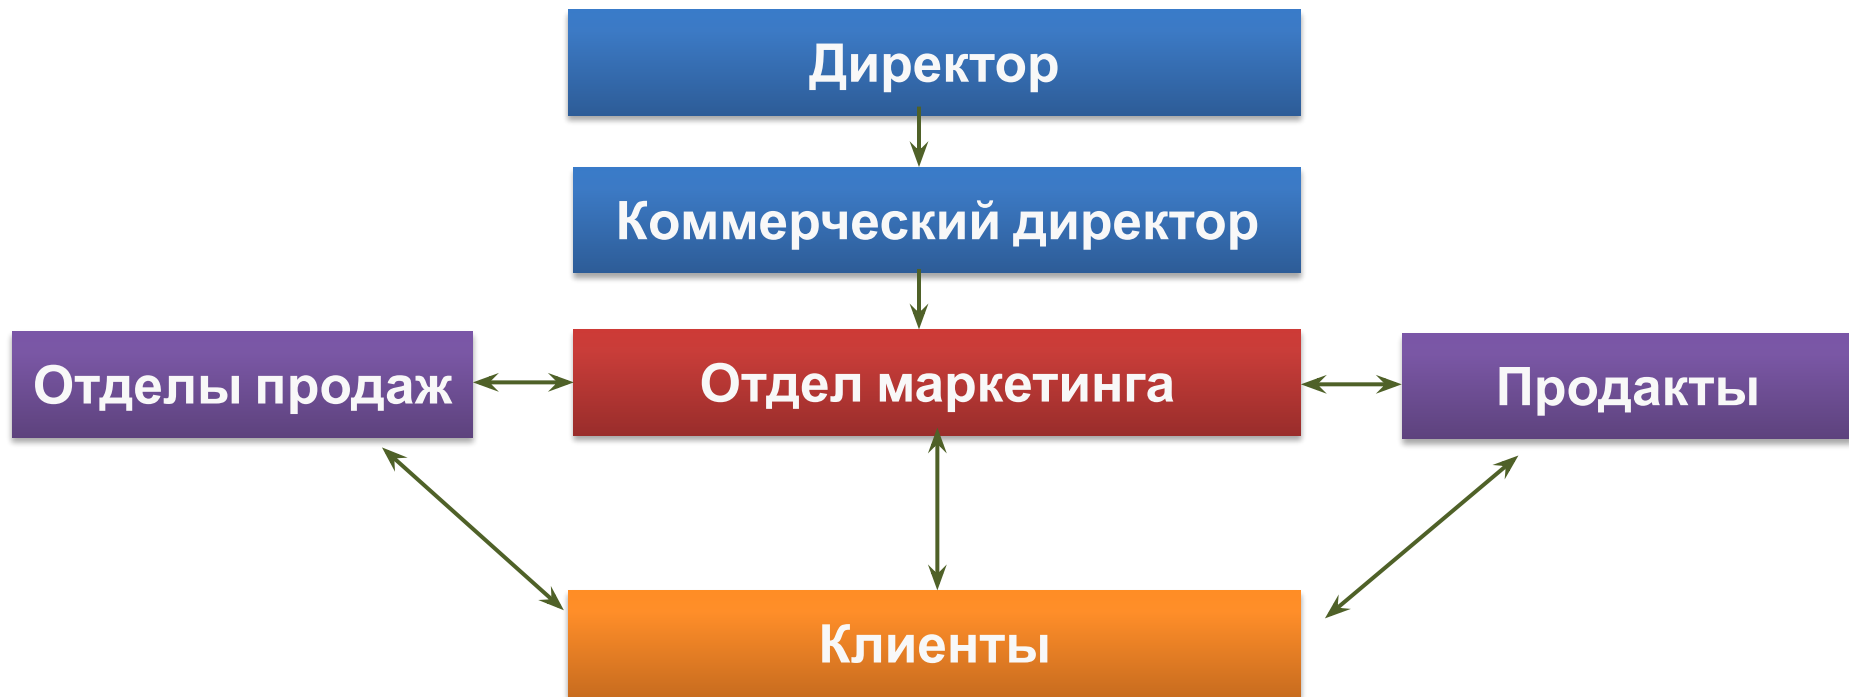 Директор
Коммерческий директор
Отделы продаж
Отдел маркетинга
Продакты
Клиенты